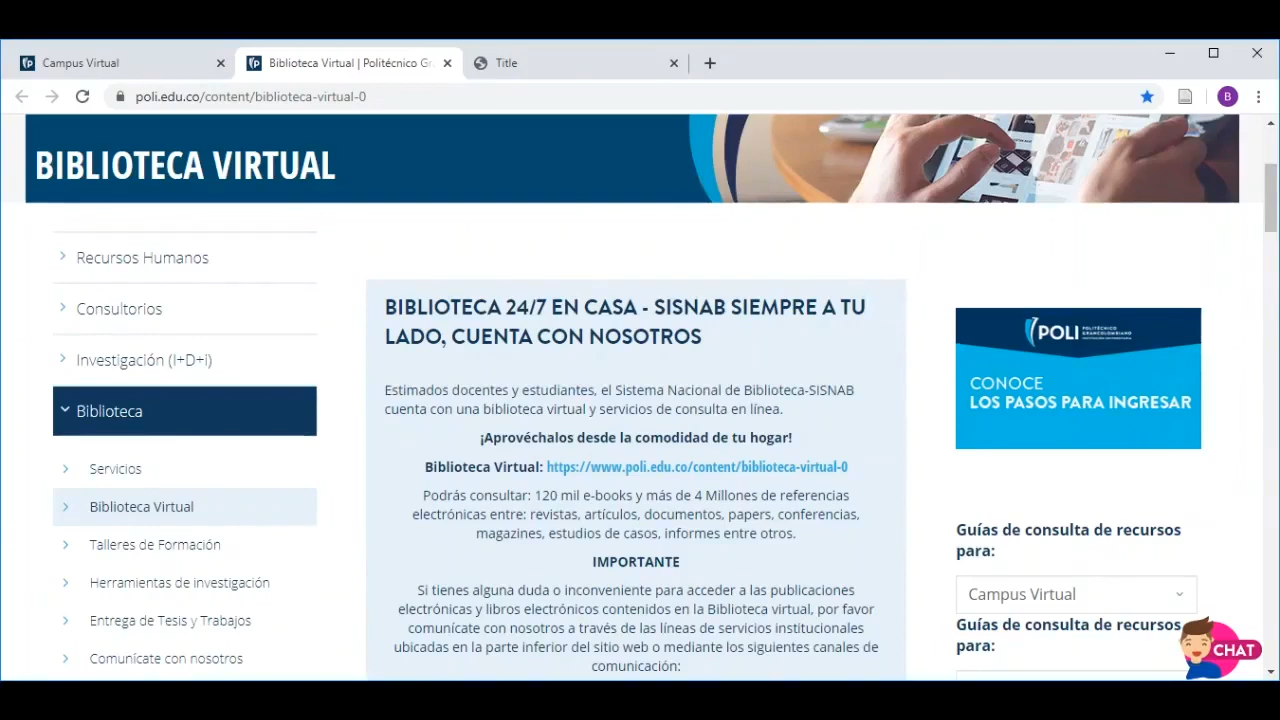 Campus Virtual
Biblioteca Virtual | Politécnico Gr
Title
poli.edu.co/content/biblioteca-virtual-0
B
BIBLIOTECA VIRTUAL
Recursos Humanos
Consultorios
Investigación (I+D+i)
Biblioteca
Servicios
Biblioteca Virtual
Talleres de Formación
Herramientas de investigación
Entrega de Tesis y Trabajos
Comunícate con nosotros
BIBLIOTECA 24/7 EN CASA - SISNAB SIEMPRE A TU
LADO, CUENTA CON NOSOTROS
Estimados docentes y estudiantes, el Sistema Nacional de Biblioteca-SISNAB
cuenta con una biblioteca virtual y servicios de consulta en línea.
¡Aprovéchalos desde la comodidad de tu hogar!
Biblioteca Virtual: https://www.poli.edu.co/content/biblioteca-virtual-0
Podrás consultar: 120 mil e-books y más de 4 Millones de referencias
electrónicas entre: revistas, artículos, documentos, papers, conferencias,
magazines, estudios de casos, informes entre otros.
IMPORTANTE
Si tienes alguna duda o inconveniente para acceder a las publicaciones
electrónicas y libros electrónicos contenidos en la Biblioteca virtual, por favor
comunícate con nosotros a través de las líneas de servicios institucionales
ubicadas en la parte inferior del sitio web o mediante los siguientes canales de
comunicación:
POLI POLITÉCNICO
GRANCOLOMBIANO
CONOCE
LOS PASOS PARA INGRESAR
Guías de consulta de recursos
para:
Campus Virtual
Guías de consulta de recursos
para:
CHAT